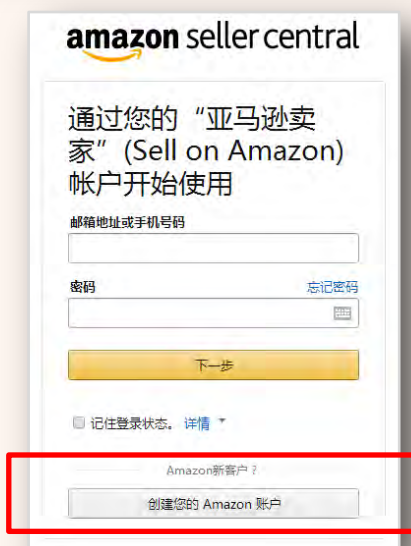 amazon seller central
通过您的“亚马逊卖
家”(Sell on Amazon)
帐户开始使用
邮箱地址或手机号码
密码 忘记密码
下一步
记住登录状态。 详情
Amazon新客户？
创建您的 Amazon 账户